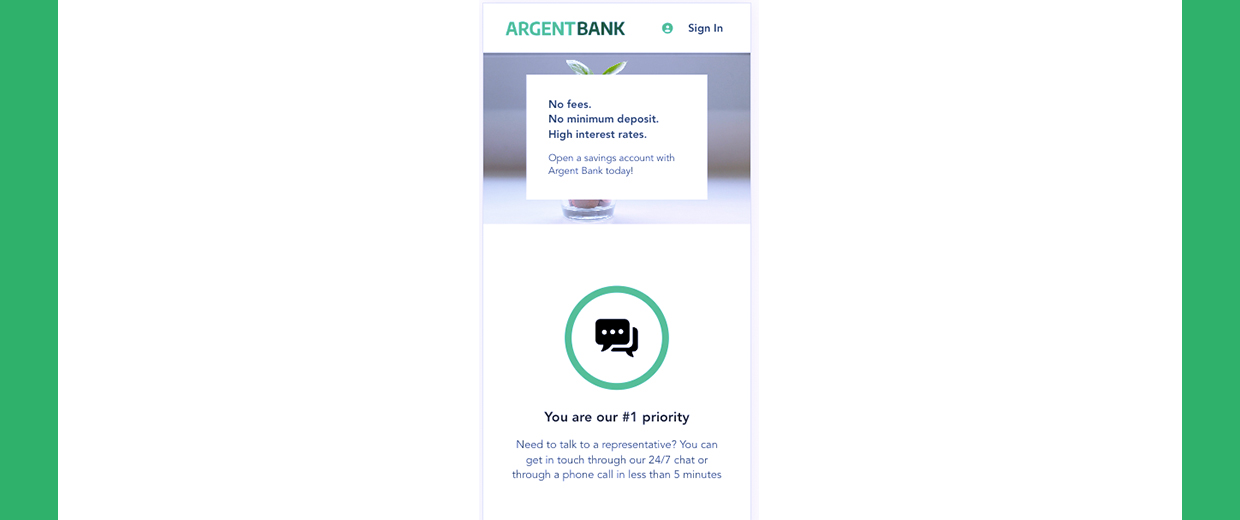 ARGENTBANK
Sign In
No fees.
No minimum deposit.
High interest rates.
Open a savings account with
Argent Bank today!
You are our #1 priority
Need to talk to a representative? You can
get in touch through our 24/7 chat or
through a phone call in less than 5 minutes